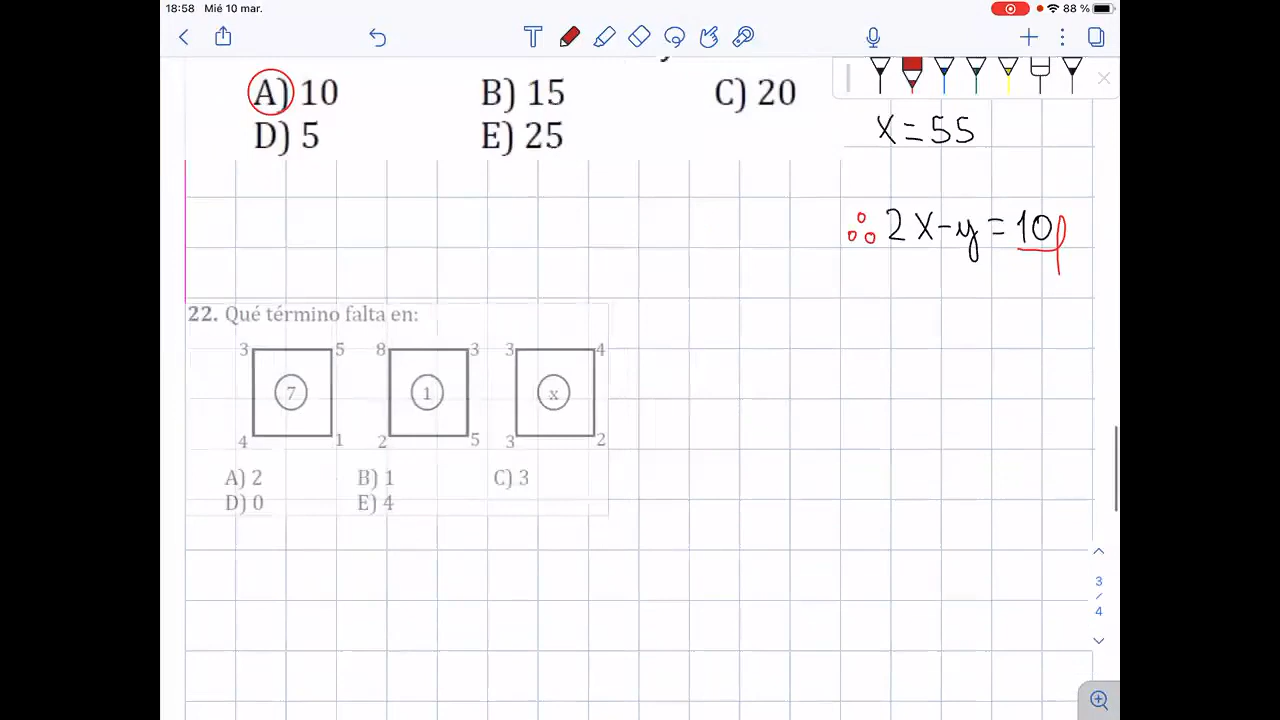 18:58 Mié 10 mar. 88 %
A) 10 B) 15 C) 20
D) 5 E) 25
x = 55
∴ 2x-y = 10
22. Qué término falta en:
3 5 8 3 3 4
7 1 x
4 1 2 5 3 2
A) 2 B) 1 C) 3
D) 0 E) 4
3
/
4